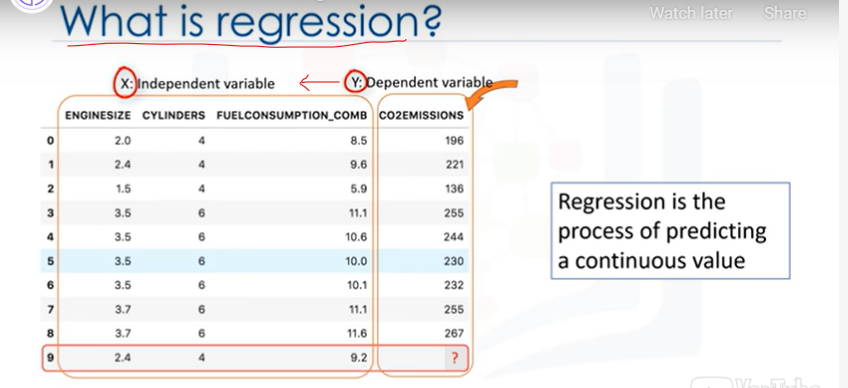 What is regression?
Watch later Share
X: Independent variable Y: Dependent variable
ENGINESIZE CYLINDERS FUELCONSUMPTION_COMB CO2EMISSIONS
0 2.0 4 8.5 196
1 2.4 4 9.6 221
2 1.5 4 5.9 136
3 3.5 6 11.1 255
4 3.5 6 10.6 244
5 3.5 6 10.0 230
6 3.5 6 10.1 232
7 3.7 6 11.1 255
8 3.7 6 11.6 267
9 2.4 4 9.2 ?
Regression is the
process of predicting
a continuous value
YouTube